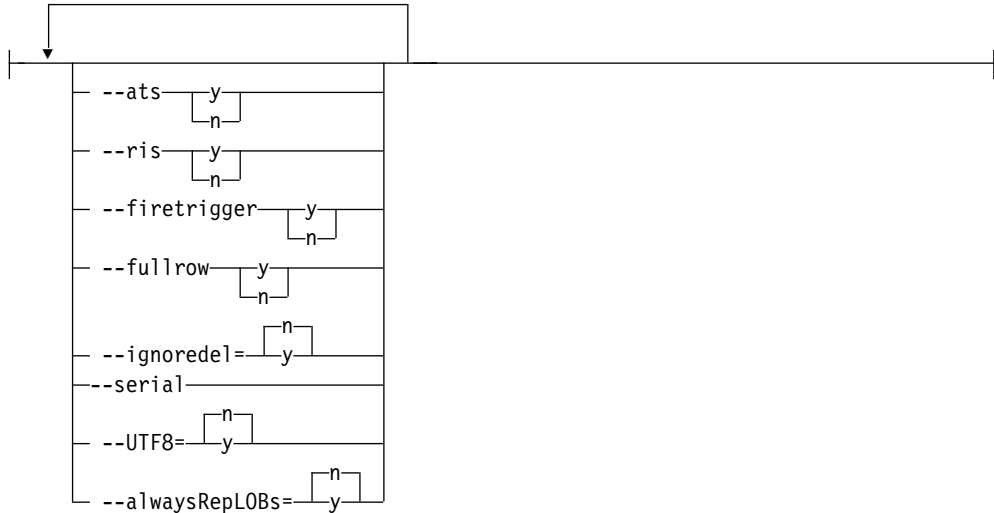 --ats y
n
--ris y
n
--firetrigger y
n
--fullrow y
n
n
--ignoredel= y
--serial
n
--UTF8= y
n
--alwaysRepLOBs= y